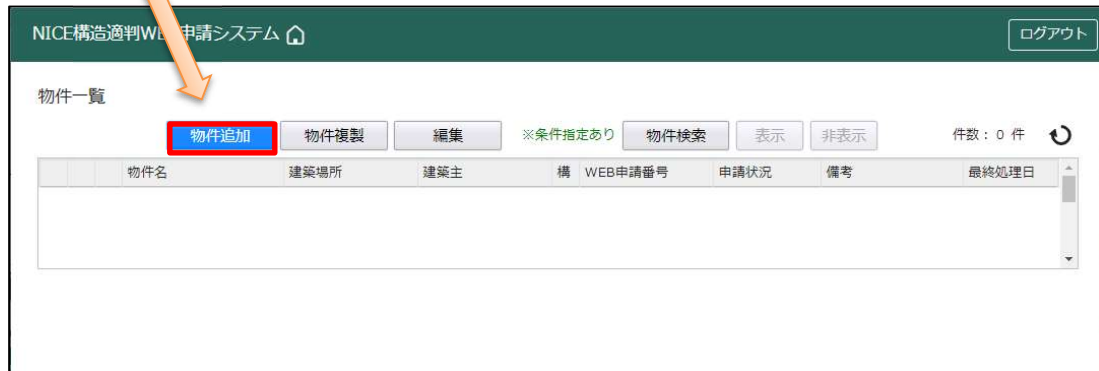 NICE構造適判WE 申請システム ログアウト
物件一覧
物件追加 物件複製 編集 ※条件指定あり 物件検索 表示 非表示 件数：0 件
物件名 建築場所 建築主 構 WEB申請番号 申請状況 備考 最終処理日